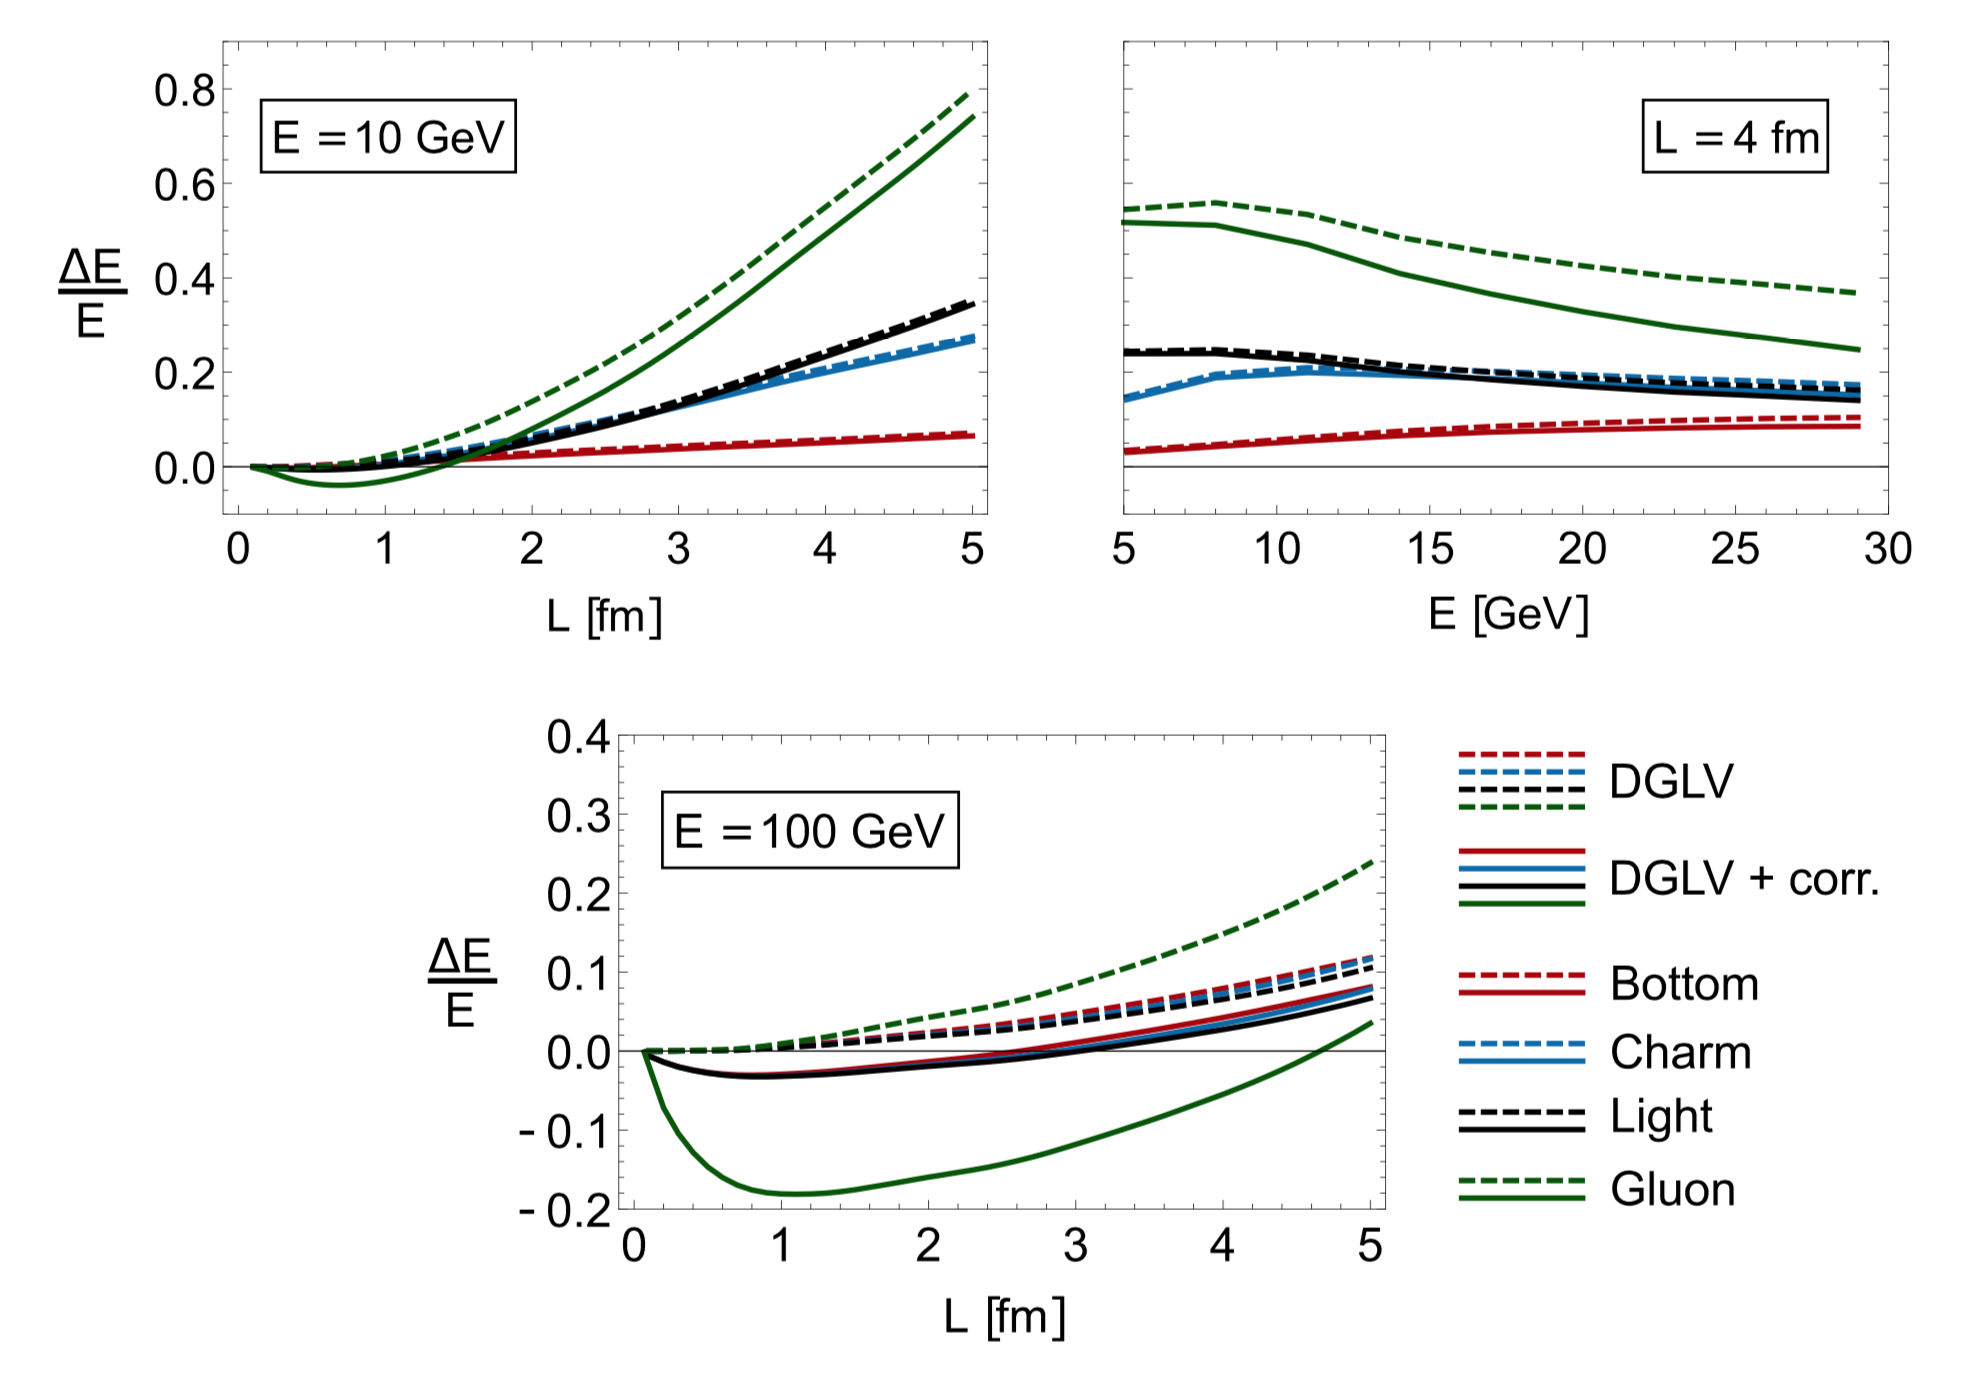 0.8
0.6
0.4
0.2
0.0
ΔE
E
E = 10 GeV
0 1 2 3 4 5
L [fm]
L = 4 fm
5 10 15 20 25 30
E [GeV]
0.4
0.3
0.2
0.1
0.0
- 0.1
- 0.2
ΔE
E
E = 100 GeV
0 1 2 3 4 5
L [fm]
DGLV
DGLV + corr.
Bottom
Charm
Light
Gluon